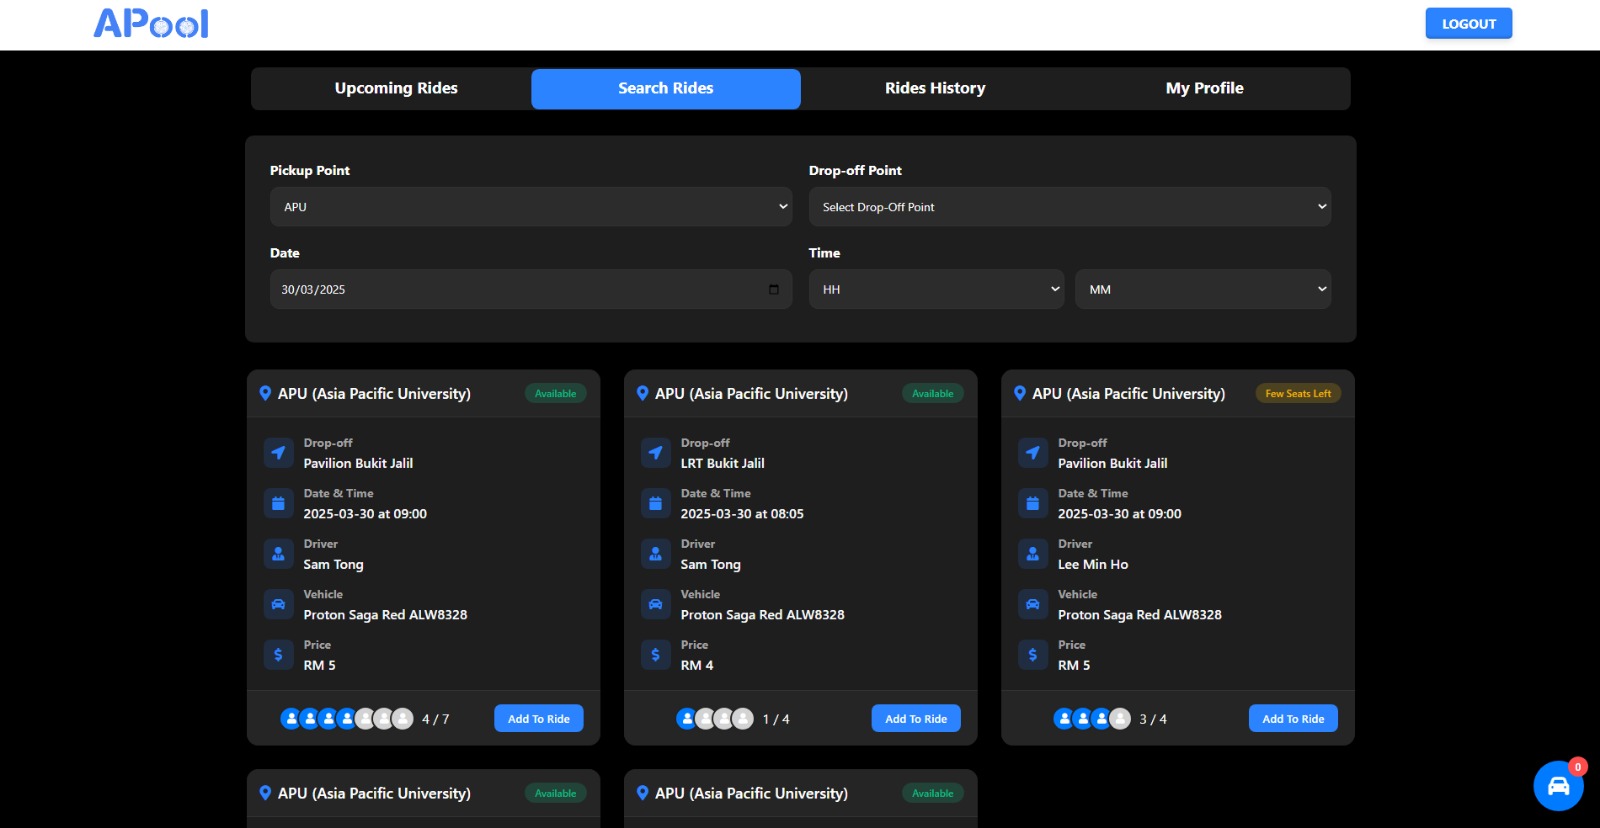 APool
LOGOUT
Upcoming Rides
Search Rides
Rides History
My Profile
Pickup Point
Drop-off Point
APU
Select Drop-Off Point
Date
Time
30/03/2025
HH
MM
APU (Asia Pacific University)
Available
Drop-off
Pavilion Bukit Jalil
Date & Time
2025-03-30 at 09:00
Driver
Sam Tong
Vehicle
Proton Saga Red ALW8328
Price
RM 5
4 / 7
Add To Ride
APU (Asia Pacific University)
Available
Drop-off
LRT Bukit Jalil
Date & Time
2025-03-30 at 08:05
Driver
Sam Tong
Vehicle
Proton Saga Red ALW8328
Price
RM 4
1 / 4
Add To Ride
APU (Asia Pacific University)
Few Seats Left
Drop-off
Pavilion Bukit Jalil
Date & Time
2025-03-30 at 09:00
Driver
Lee Min Ho
Vehicle
Proton Saga Red ALW8328
Price
RM 5
3 / 4
Add To Ride
APU (Asia Pacific University)
Available
APU (Asia Pacific University)
Available
0